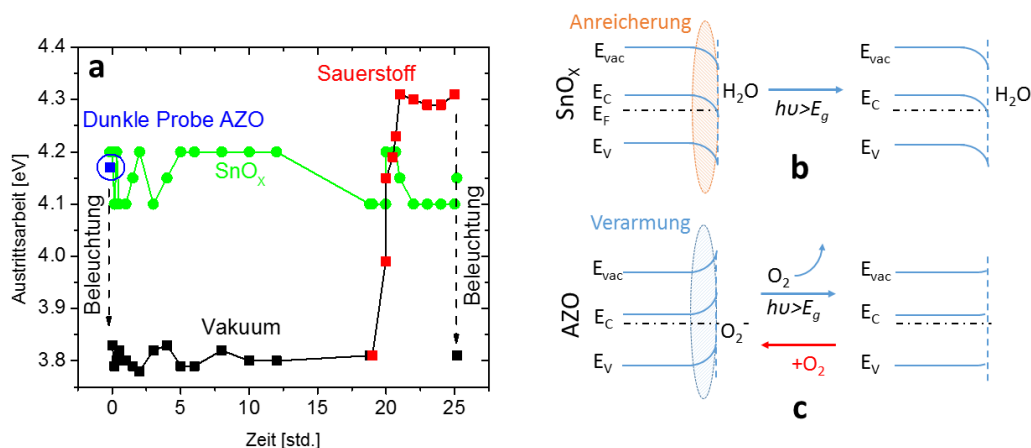 a
Dunkle Probe AZO
Sauerstoff
SnOX
Vakuum
Beleuchtung
Beleuchtung
Austrittsarbeit [eV]
4.4
4.3
4.2
4.1
4.0
3.9
3.8
0 5 10 15 20 25
Zeit [std.]
Anreicherung
SnOX
Evac
EC
EF
EV
H2O
hυ>Eg
Evac
EC
EV
H2O
b
Verarmung
AZO
Evac
EC
EV
O2-
O2
hυ>Eg
+O2
Evac
EC
EV
c